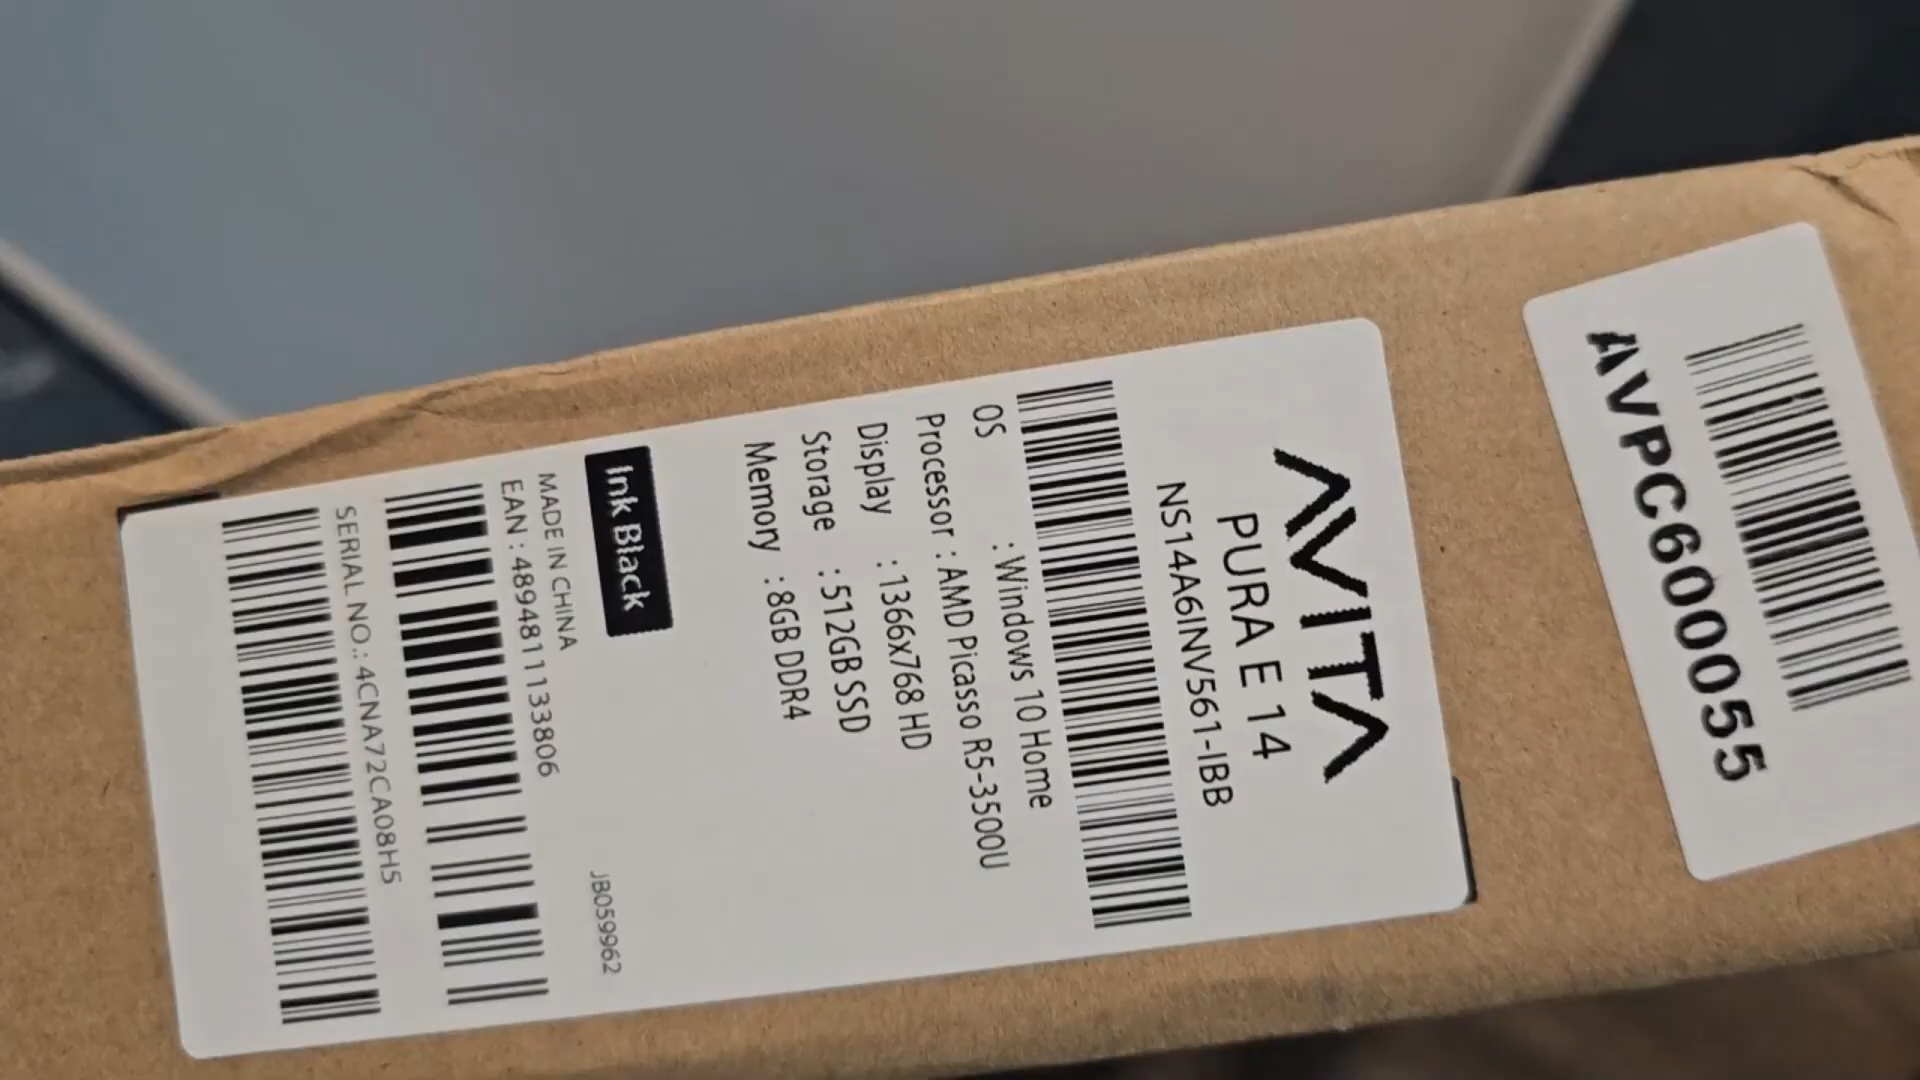 AVITA
PURA E 14
NS14A6INV561-IBB
OS : Windows 10 Home
Processor : AMD Picasso R5-3500U
Display : 1366x768 HD
Storage : 512GB SSD
Memory : 8GB DDR4
Ink Black
MADE IN CHINA
EAN : 4894811133806
JB059962
SERIAL NO.: 4CNA72CA08H5
AVPC600055